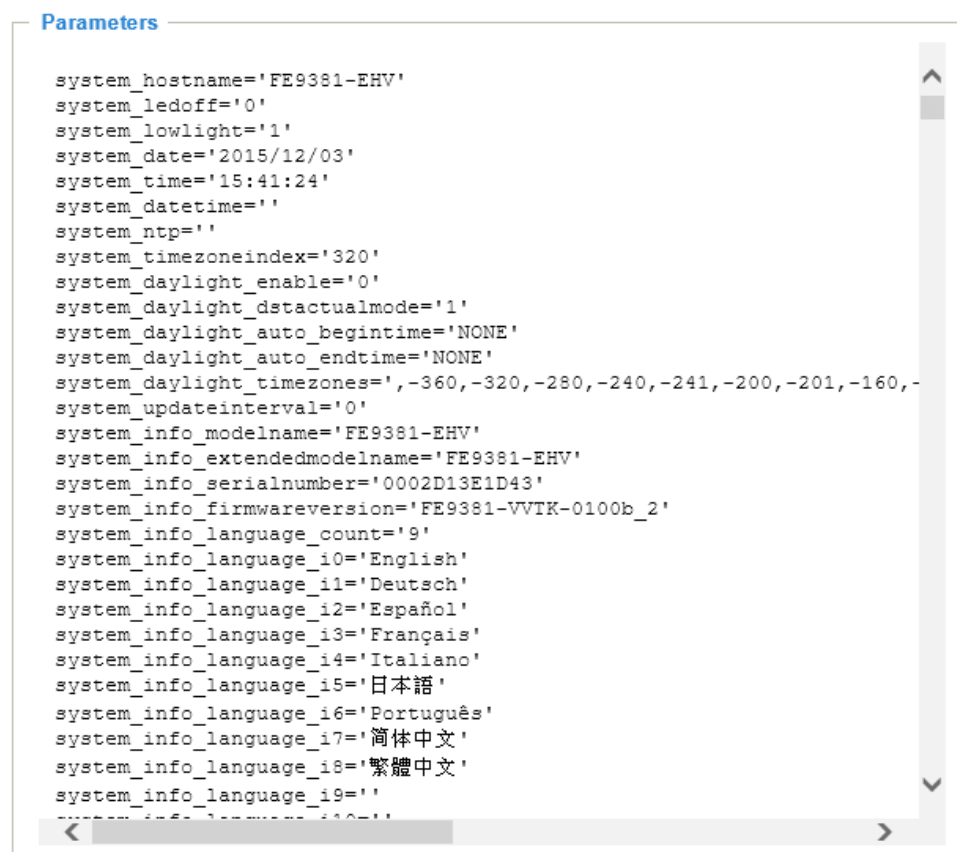 Parameters
system_hostname='FE9381-EHV'
system_ledoff='0'
system_lowlight='1'
system_date='2015/12/03'
system_time='15:41:24'
system_datetime=''
system_ntp=''
system_timezoneindex='320'
system_daylight_enable='0'
system_daylight_dstactualmode='1'
system_daylight_auto_begintime='NONE'
system_daylight_auto_endtime='NONE'
system_daylight_timezones=',-360,-320,-280,-240,-241,-200,-201,-160,-
system_updateinterval='0'
system_info_modelname='FE9381-EHV'
system_info_extendedmodelname='FE9381-EHV'
system_info_serialnumber='0002D13E1D43'
system_info_firmwareversion='FE9381-VVTK-0100b_2'
system_info_language_count='9'
system_info_language_i0='English'
system_info_language_i1='Deutsch'
system_info_language_i2='Español'
system_info_language_i3='Français'
system_info_language_i4='Italiano'
system_info_language_i5='日本語'
system_info_language_i6='Português'
system_info_language_i7='简体中文'
system_info_language_i8='繁體中文'
system_info_language_i9=''